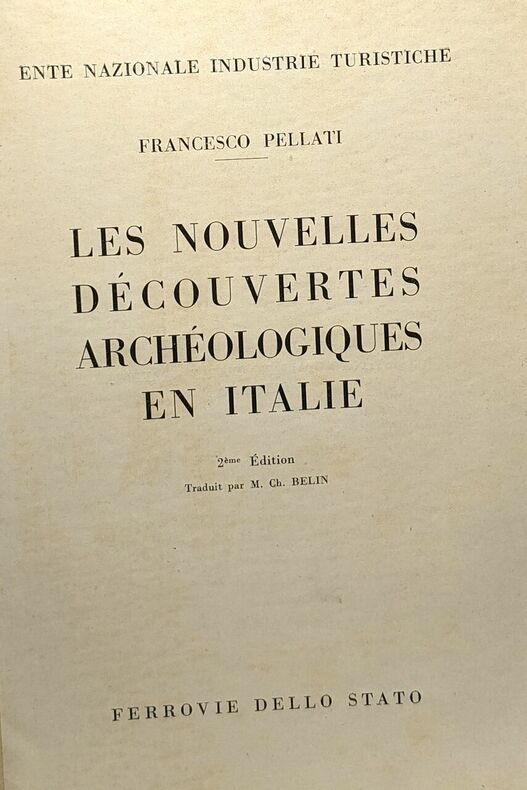 ENTE NAZIONALE INDUSTRIE TURISTICHE
FRANCESCO PELLATI
LES NOUVELLES
DÉCOUVERTES
ARCHÉOLOGIQUES
EN ITALIE
2ème Édition
Traduit par M. Ch. BELIN
FERROVIE DELLO STATO